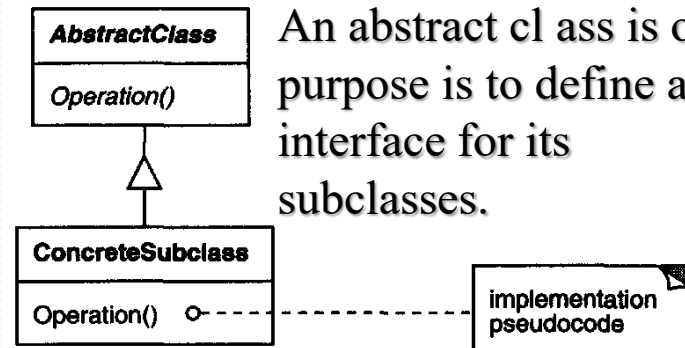 AbstractClass
Operation()
An abstract cl ass is o
purpose is to define a
interface for its
subclasses.
ConcreteSubclass
Operation()
implementation
pseudocode